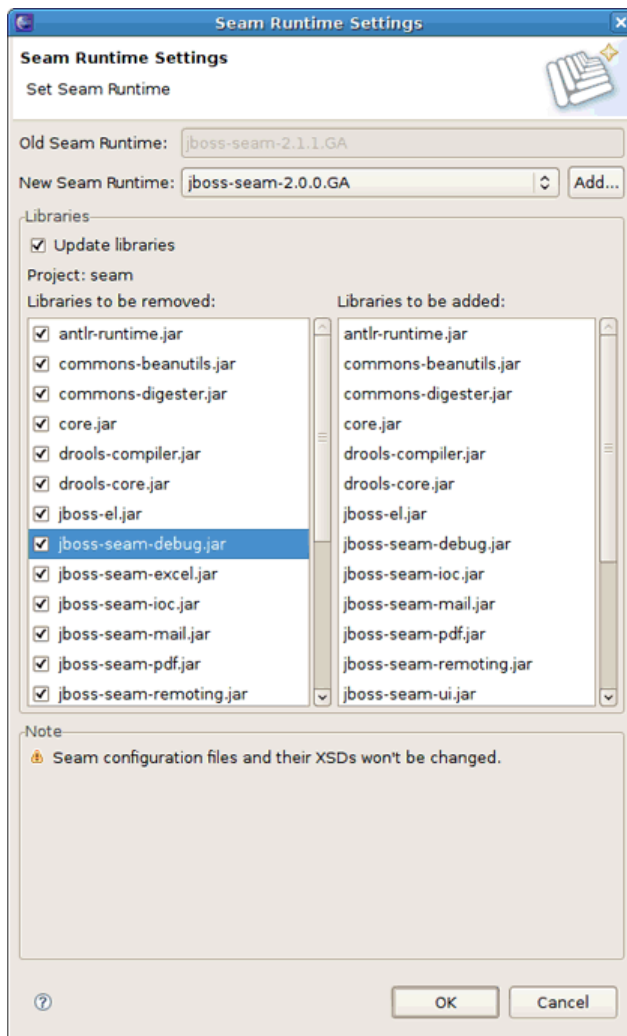 Seam Runtime Settings
Seam Runtime Settings
Set Seam Runtime
Old Seam Runtime: jboss-seam-2.1.1.GA
New Seam Runtime: jboss-seam-2.0.0.GA Add...
Libraries
Update libraries
Project: seam
Libraries to be removed:
antlr-runtime.jar
commons-beanutils.jar
commons-digester.jar
core.jar
drools-compiler.jar
drools-core.jar
jboss-el.jar
jboss-seam-debug.jar
jboss-seam-excel.jar
jboss-seam-ioc.jar
jboss-seam-mail.jar
jboss-seam-pdf.jar
jboss-seam-remoting.jar
Libraries to be added:
antlr-runtime.jar
commons-beanutils.jar
commons-digester.jar
core.jar
drools-compiler.jar
drools-core.jar
jboss-el.jar
jboss-seam-debug.jar
jboss-seam-ioc.jar
jboss-seam-mail.jar
jboss-seam-pdf.jar
jboss-seam-remoting.jar
jboss-seam-ui.jar
Note
Seam configuration files and their XSDs won't be changed.
OK Cancel